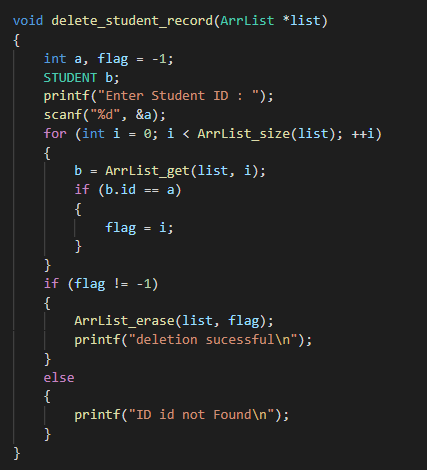 void delete_student_record(ArrList *list)
{
    int a, flag = -1;
    STUDENT b;
    printf("Enter Student ID : ");
    scanf("%d", &a);
    for (int i = 0; i < ArrList_size(list); ++i)
    {
        b = ArrList_get(list, i);
        if (b.id == a)
        {
            flag = i;
        }
    }
    if (flag != -1)
    {
        ArrList_erase(list, flag);
        printf("deletion sucessful\n");
    }
    else
    {
        printf("ID id not Found\n");
    }
}